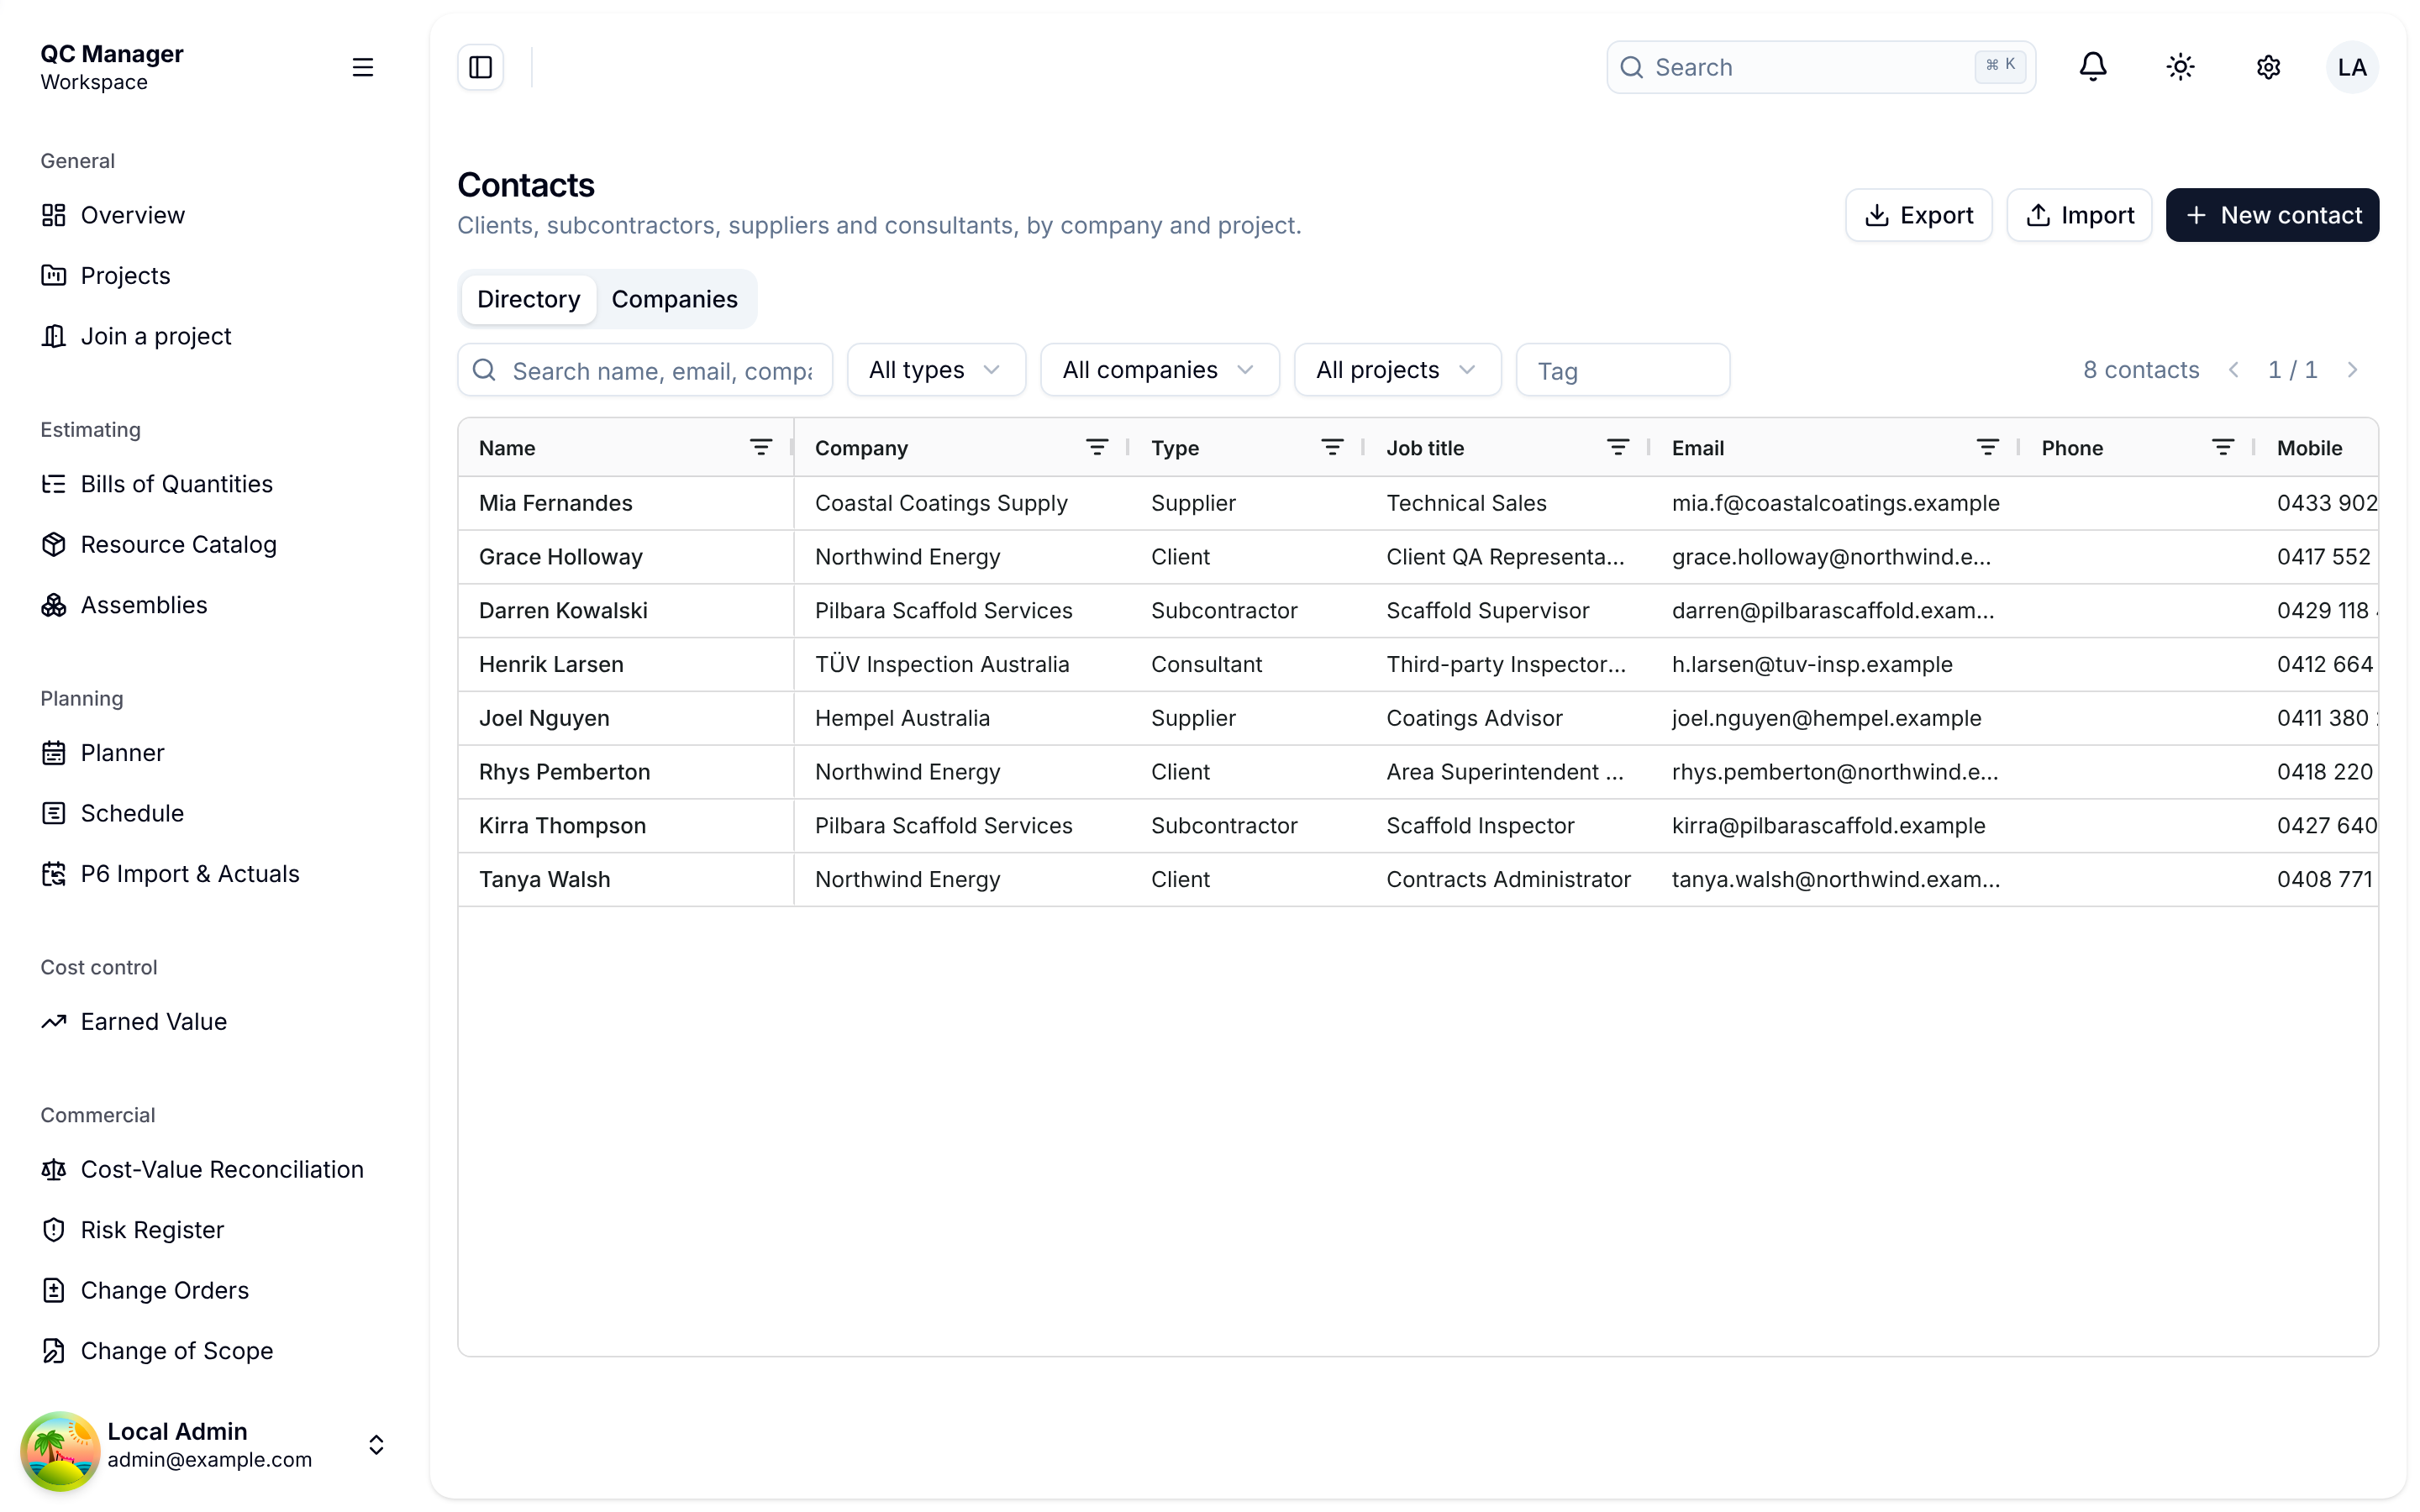 QC Manager
Workspace
General
Overview
Projects
Join a project
Estimating
Bills of Quantities
Resource Catalog
Assemblies
Planning
Planner
Schedule
P6 Import & Actuals
Cost control
Earned Value
Commercial
Cost-Value Reconciliation
Risk Register
Change Orders
Change of Scope
Local Admin
admin@example.com
Search ⌘ K LA
Contacts
Clients, subcontractors, suppliers and consultants, by company and project.
Export Import New contact
Directory Companies
Search name, email, compa All types All companies All projects Tag 8 contacts 1 / 1
Name Company Type Job title Email Phone Mobile
Mia Fernandes Coastal Coatings Supply Supplier Technical Sales mia.f@coastalcoatings.example 0433 902
Grace Holloway Northwind Energy Client Client QA Representa... grace.holloway@northwind.e... 0417 552
Darren Kowalski Pilbara Scaffold Services Subcontractor Scaffold Supervisor darren@pilbarascaffold.exam... 0429 118
Henrik Larsen TÜV Inspection Australia Consultant Third-party Inspector... h.larsen@tuv-insp.example 0412 664
Joel Nguyen Hempel Australia Supplier Coatings Advisor joel.nguyen@hempel.example 0411 380
Rhys Pemberton Northwind Energy Client Area Superintendent ... rhys.pemberton@northwind.e... 0418 220
Kirra Thompson Pilbara Scaffold Services Subcontractor Scaffold Inspector kirra@pilbarascaffold.example 0427 640
Tanya Walsh Northwind Energy Client Contracts Administrator tanya.walsh@northwind.exam... 0408 771